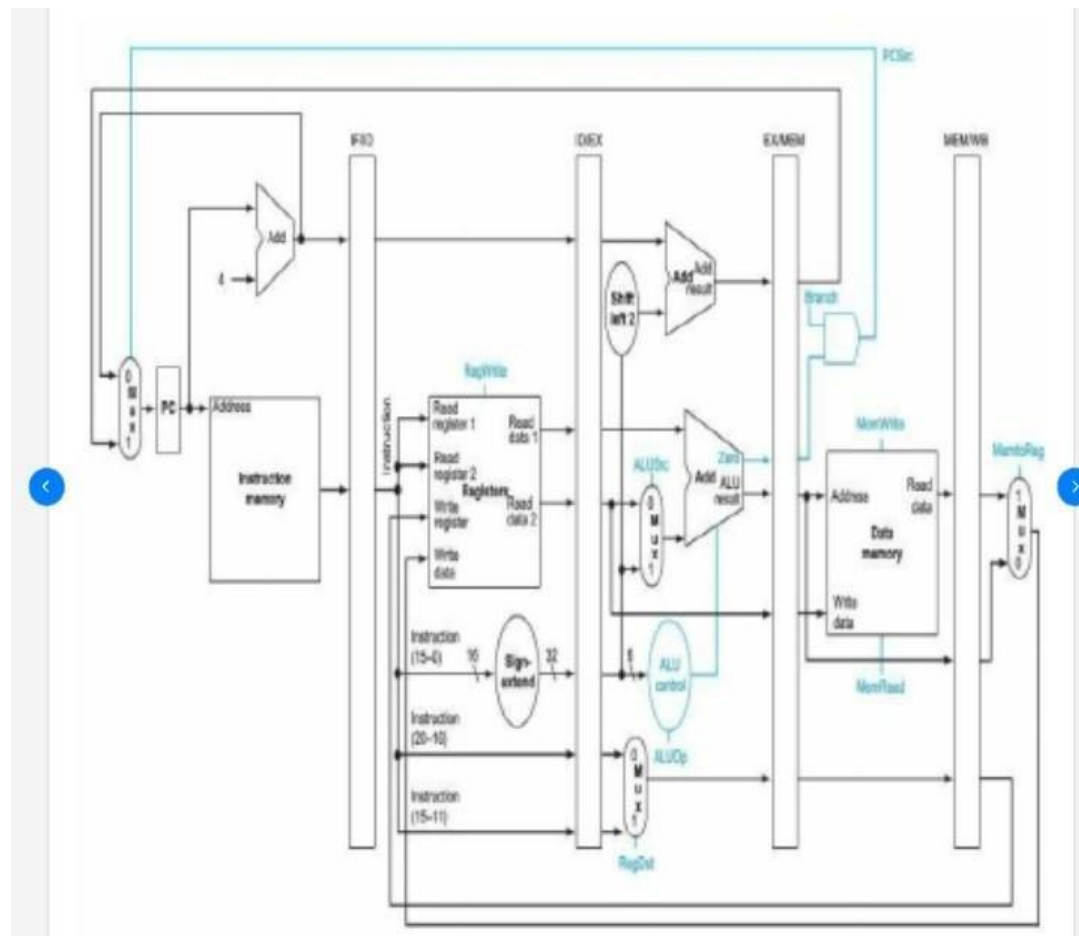 PCSrc
IF/ID
ID/EX
EX/MEM
MEM/WB
Add
4
Shift
left 2
Add
Add
result
Branch
0
M
u
x
1
PC
Address
Instruction
memory
Instruction
RegWrite
Read
register 1
Read
register 2
Write
register
Write
data
Registers
Read
data 1
Read
data 2
ALUSrc
0
M
u
x
1
Zero
Add
ALU
result
MemWrite
Address
Read
data
Data
memory
Write
data
MemRead
MemtoReg
1
M
u
x
0
Instruction
(15–0)
16
Sign-
extend
32
6
ALU
control
ALUOp
Instruction
(20–16)
Instruction
(15–11)
0
M
u
x
1
RegDst